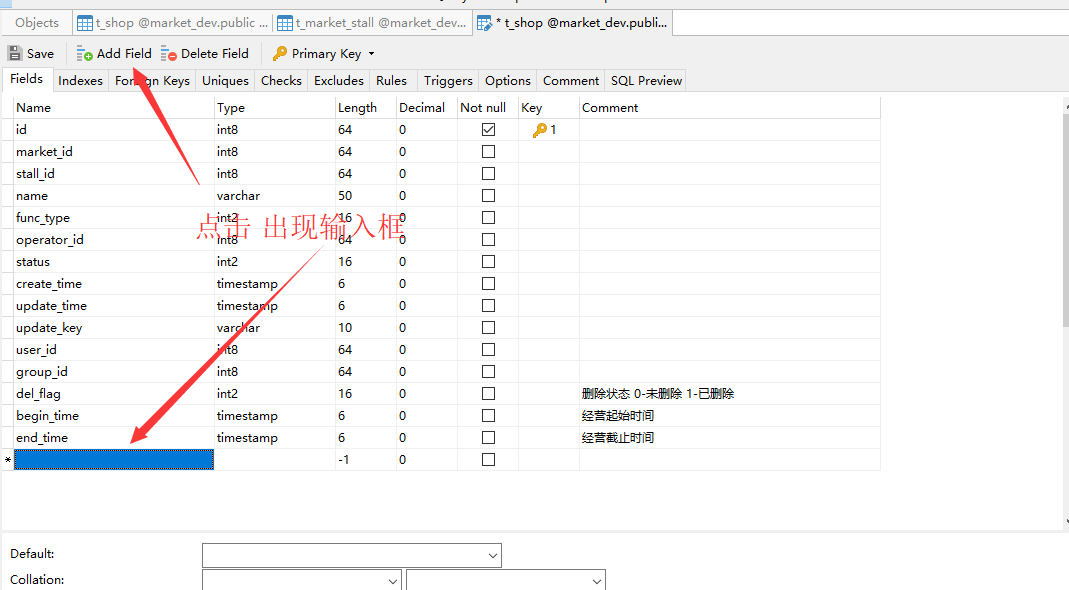 Objects t_shop @market_dev.public ... t_market_stall @market_dev... * t_shop @market_dev.publi...
Save Add Field Delete Field Primary Key
Fields Indexes Foreign Keys Uniques Checks Excludes Rules Triggers Options Comment SQL Preview
Name Type Length Decimal Not null Key Comment
id int8 64 0 1
market_id int8 64 0
stall_id int8 64 0
name varchar 50 0
func_type int2 16 0
点击 出现输入框
operator_id int8 64 0
status int2 16 0
create_time timestamp 6 0
update_time timestamp 6 0
update_key varchar 10 0
user_id int8 64 0
group_id int8 64 0
del_flag int2 16 0 删除状态 0-未删除 1-已删除
begin_time timestamp 6 0 经营起始时间
end_time timestamp 6 0 经营截止时间
* -1 0
Default:
Collation: